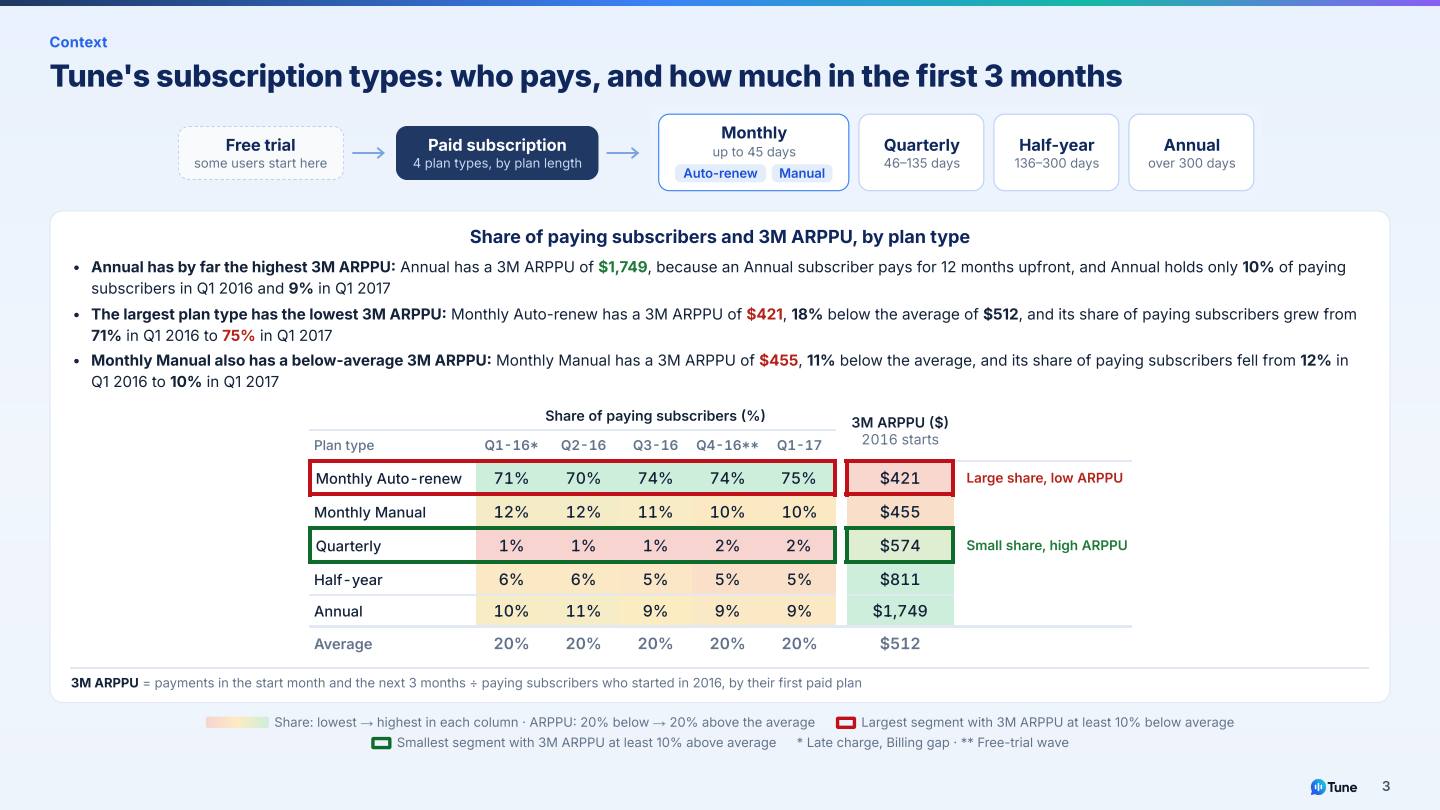 Context
Tune's subscription types: who pays, and how much in the first 3 months
Free trial
some users start here
Paid subscription
4 plan types, by plan length
Monthly
up to 45 days
Auto-renew Manual
Quarterly
46–135 days
Half-year
136–300 days
Annual
over 300 days
Share of paying subscribers and 3M ARPPU, by plan type
• Annual has by far the highest 3M ARPPU: Annual has a 3M ARPPU of $1,749, because an Annual subscriber pays for 12 months upfront, and Annual holds only 10% of paying
subscribers in Q1 2016 and 9% in Q1 2017
• The largest plan type has the lowest 3M ARPPU: Monthly Auto-renew has a 3M ARPPU of $421, 18% below the average of $512, and its share of paying subscribers grew from
71% in Q1 2016 to 75% in Q1 2017
• Monthly Manual also has a below-average 3M ARPPU: Monthly Manual has a 3M ARPPU of $455, 11% below the average, and its share of paying subscribers fell from 12% in
Q1 2016 to 10% in Q1 2017
Share of paying subscribers (%) 3M ARPPU ($)
2016 starts
Plan type Q1-16* Q2-16 Q3-16 Q4-16** Q1-17
Monthly Auto-renew 71% 70% 74% 74% 75% $421 Large share, low ARPPU
Monthly Manual 12% 12% 11% 10% 10% $455
Quarterly 1% 1% 1% 2% 2% $574 Small share, high ARPPU
Half-year 6% 6% 5% 5% 5% $811
Annual 10% 11% 9% 9% 9% $1,749
Average 20% 20% 20% 20% 20% $512
3M ARPPU = payments in the start month and the next 3 months ÷ paying subscribers who started in 2016, by their first paid plan
Share: lowest → highest in each column · ARPPU: 20% below → 20% above the average Largest segment with 3M ARPPU at least 10% below average
Smallest segment with 3M ARPPU at least 10% above average * Late charge, Billing gap · ** Free-trial wave
Tune 3